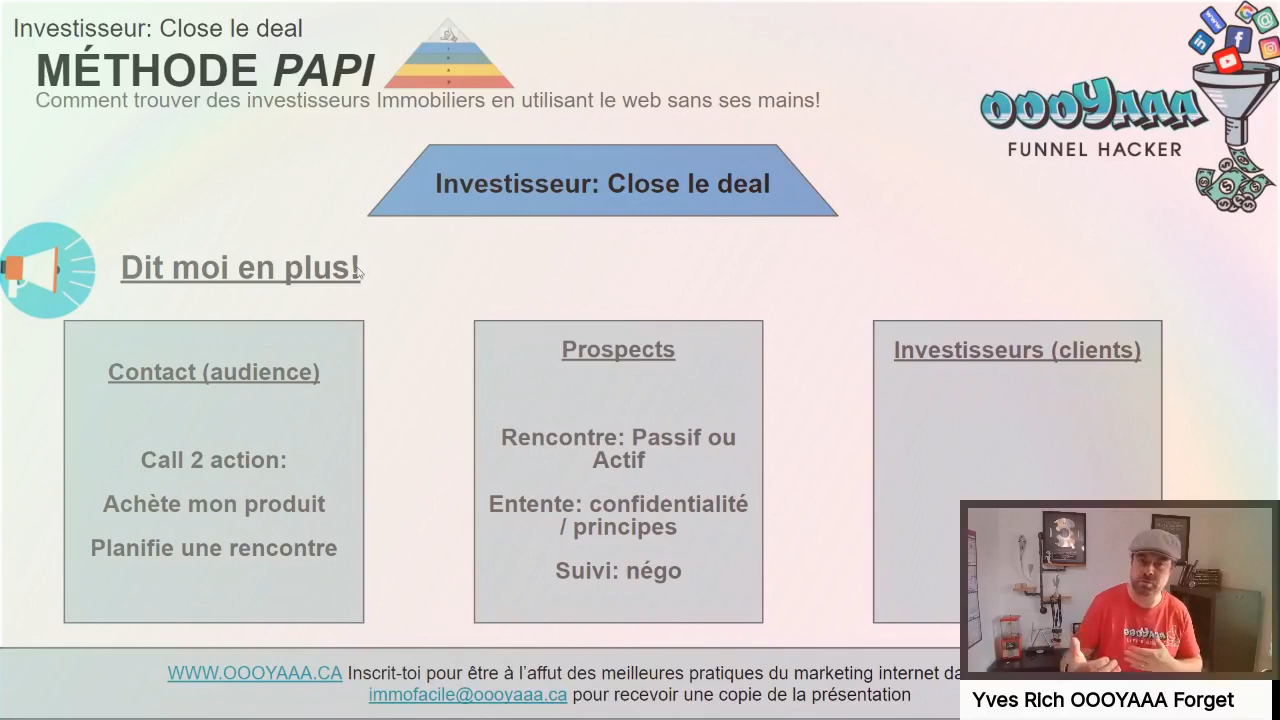 Investisseur: Close le deal
MÉTHODE PAPI
Comment trouver des investisseurs Immobiliers en utilisant le web sans ses mains!
www
OOOYAAA
FUNNEL HACKER
Investisseur: Close le deal
Dit moi en plus!
Contact (audience)
Call 2 action:
Achète mon produit
Planifie une rencontre
Prospects
Rencontre: Passif ou
Actif
Entente: confidentialité
/ principes
Suivi: négo
Investisseurs (clients)
WWW.OOOYAAA.CA Inscrit-toi pour être à l'affut des meilleures pratiques du marketing internet da
immofacile@oooyaaa.ca pour recevoir une copie de la présentation
Yves RIch OOOYAAA Forget